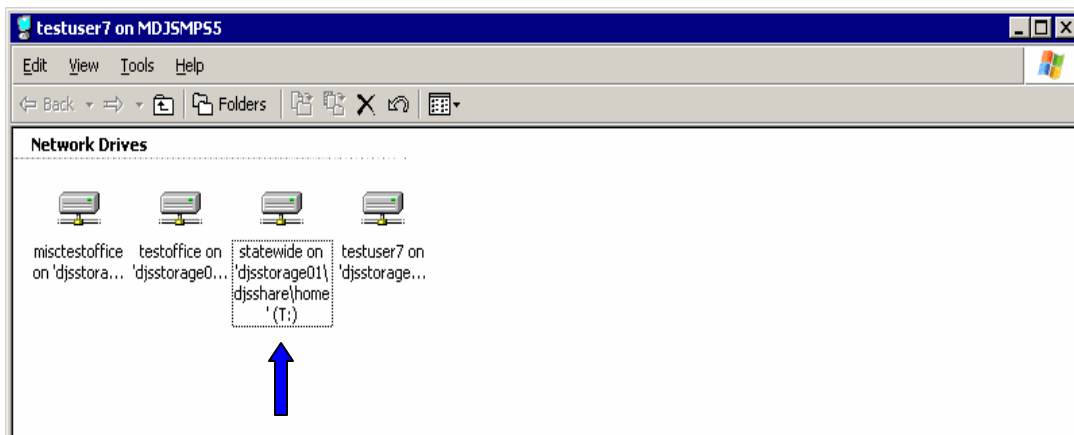 testuser7 on MDJSMPS5
Edit View Tools Help
Back Folders
Network Drives
misctestoffice
on 'djsstora...
testoffice on
'djsstorage0...
statewide on
'djsstorage01\
djsshare\home
' (T:)
testuser7 on
'djsstorage...